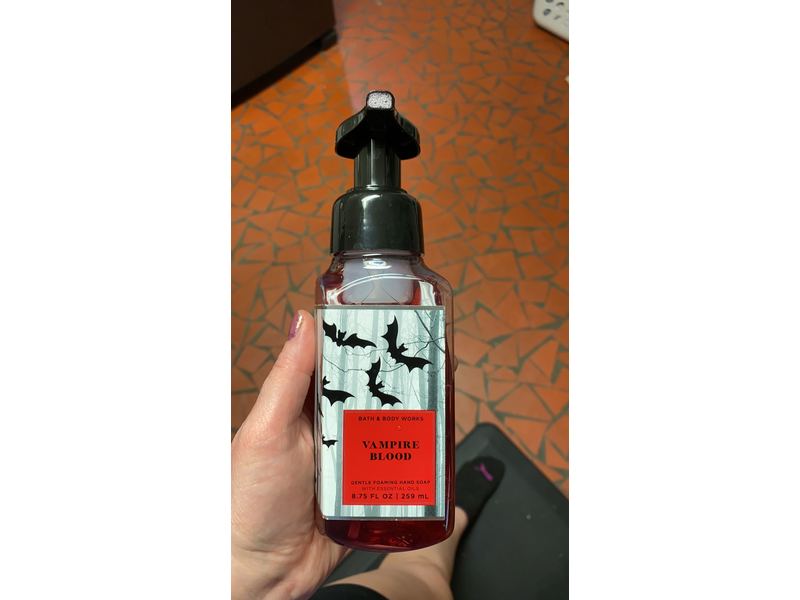 BATH & BODY WORKS
VAMPIRE
BLOOD
GENTLE FOAMING HAND SOAP
WITH ESSENTIAL OILS
8.75 FL OZ | 259 mL